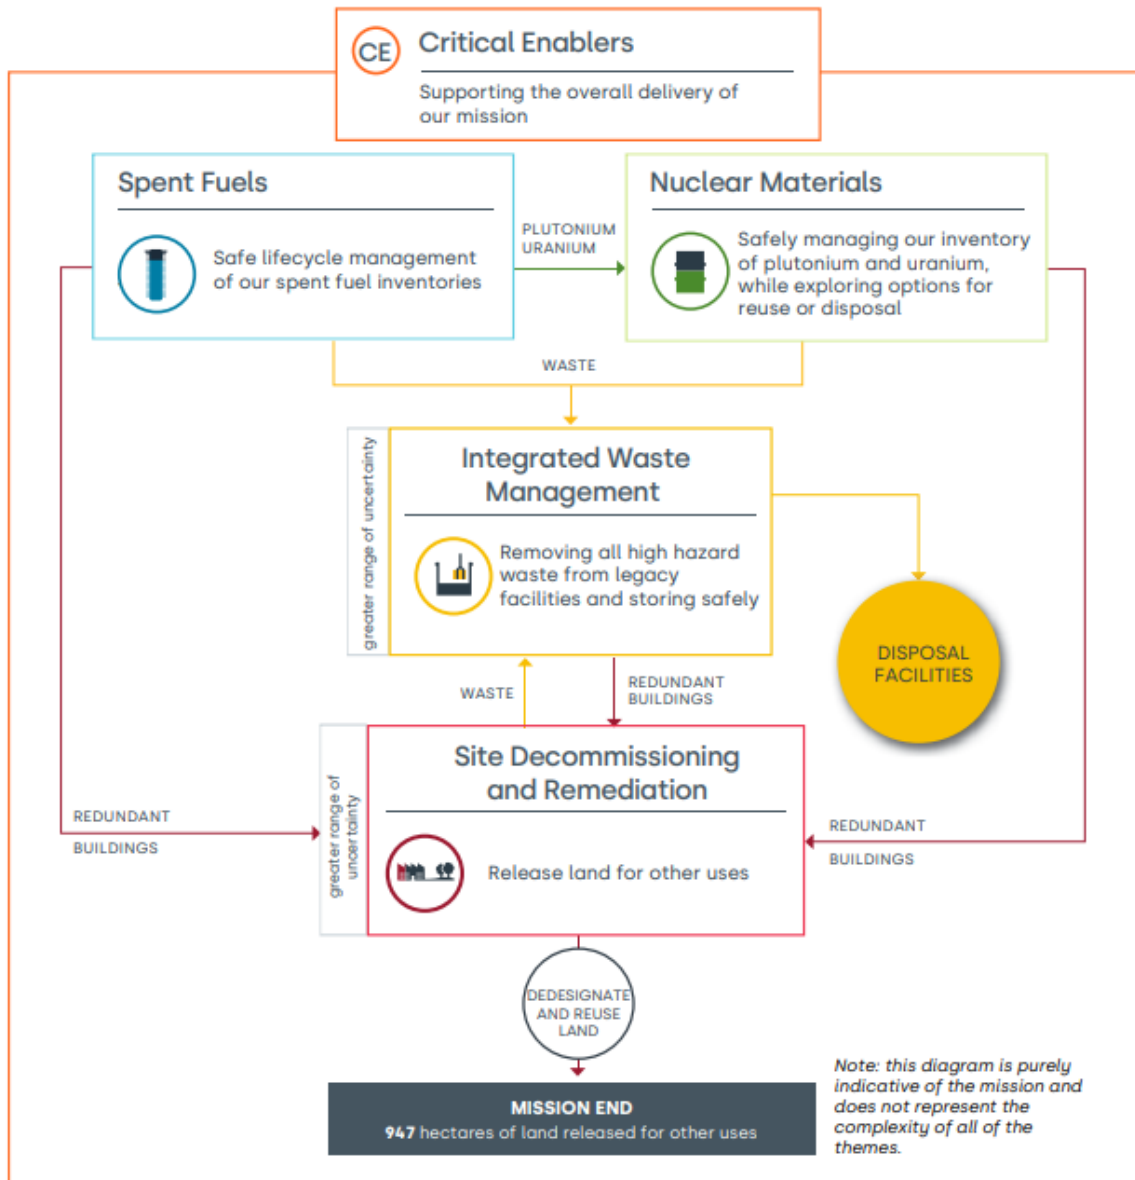 CE
Critical Enablers
Supporting the overall delivery of
our mission
Spent Fuels
Safe lifecycle management
of our spent fuel inventories
PLUTONIUM
URANIUM
Nuclear Materials
Safely managing our inventory
of plutonium and uranium,
while exploring options for
reuse or disposal
WASTE
greater range of uncertainty
Integrated Waste
Management
Removing all high hazard
waste from legacy
facilities and storing safely
DISPOSAL
FACILITIES
WASTE
REDUNDANT
BUILDINGS
greater range of
uncertainty
Site Decommissioning
and Remediation
Release land for other uses
REDUNDANT
BUILDINGS
REDUNDANT
BUILDINGS
DEDESIGNATE
AND REUSE
LAND
MISSION END
947 hectares of land released for other uses
Note: this diagram is purely
indicative of the mission and
does not represent the
complexity of all of the
themes.